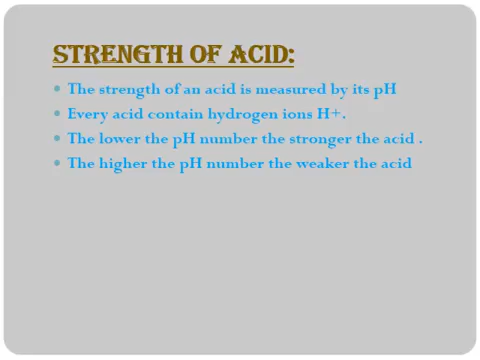 STRENGTH OF ACID:
The strength of an acid is measured by its pH
Every acid contain hydrogen ions H+.
The lower the pH number the stronger the acid .
The higher the pH number the weaker the acid